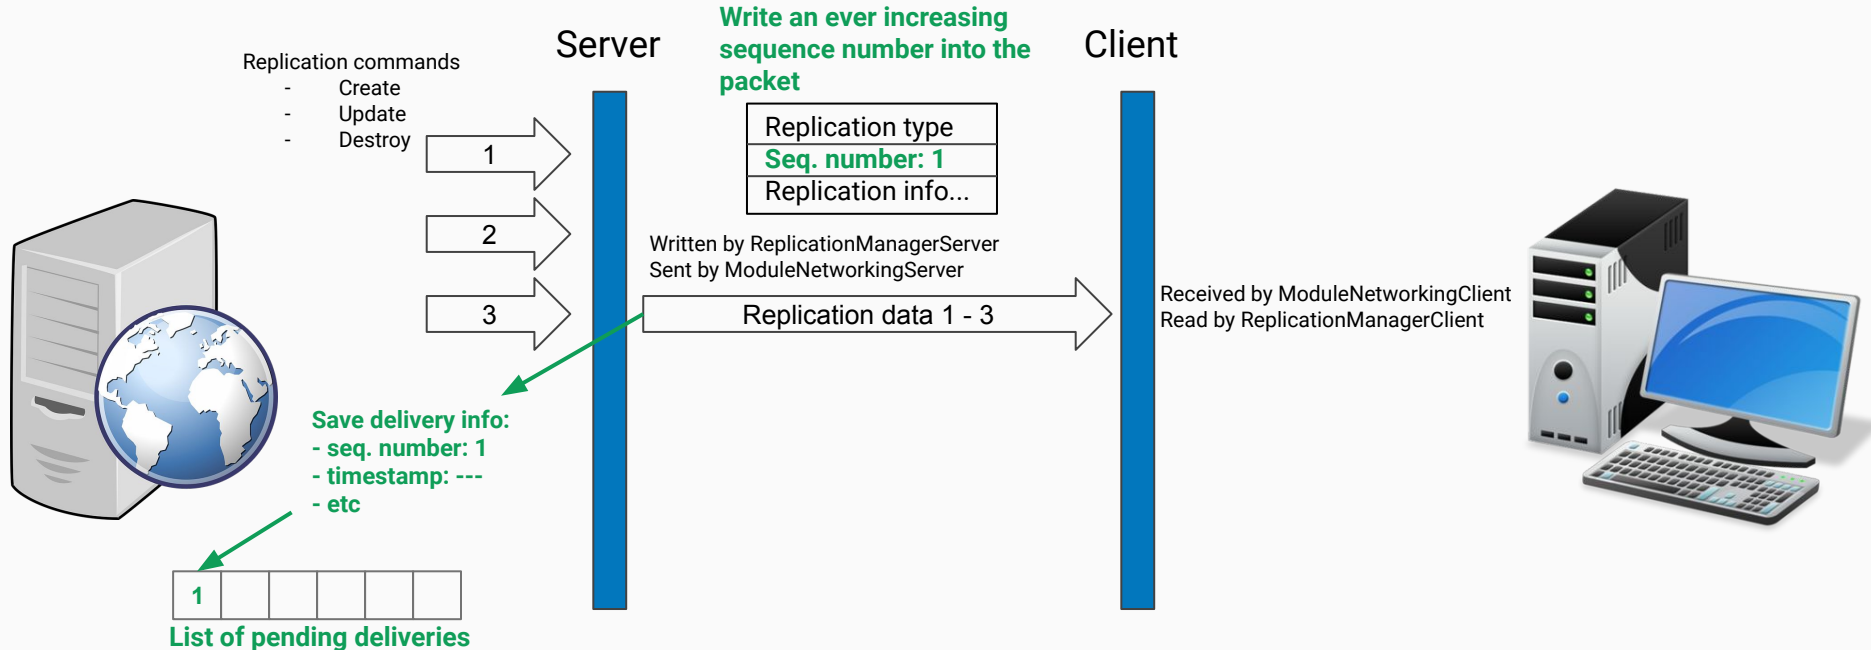 Write an ever increasing
sequence number into the
packet
Server
Client
Replication commands
- Create
- Update
- Destroy
1
2
3
Replication type
Seq. number: 1
Replication info...
Written by ReplicationManagerServer
Sent by ModuleNetworkingServer
Replication data 1 - 3
Received by ModuleNetworkingClient
Read by ReplicationManagerClient
Save delivery info:
- seq. number: 1
- timestamp: ---
- etc
1
List of pending deliveries